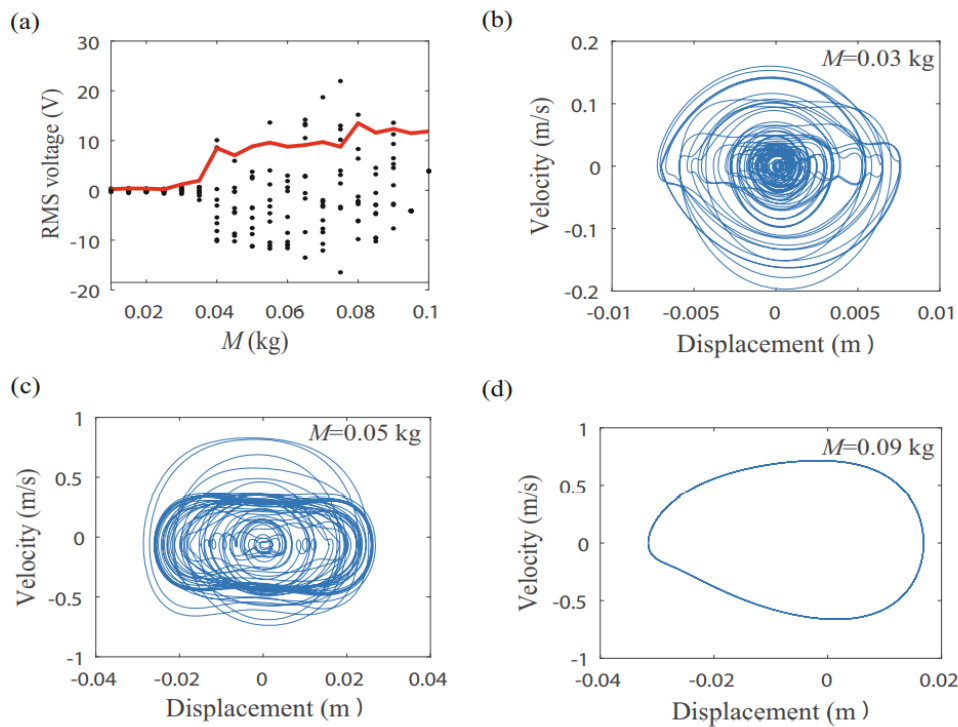 (a)
30
20
10
0
-10
-20
RMS voltage (V)
0.02 0.04 0.06 0.08 0.1
M (kg)
(b)
M=0.03 kg
0.2
0.1
0
-0.1
-0.2
Velocity (m/s)
-0.01 -0.005 0 0.005 0.01
Displacement (m)
(c)
M=0.05 kg
1
0.5
0
-0.5
-1
Velocity (m/s)
-0.04 -0.02 0 0.02 0.04
Displacement (m)
(d)
M=0.09 kg
1
0.5
0
-0.5
-1
Velocity (m/s)
-0.04 -0.02 0 0.02
Displacement (m)